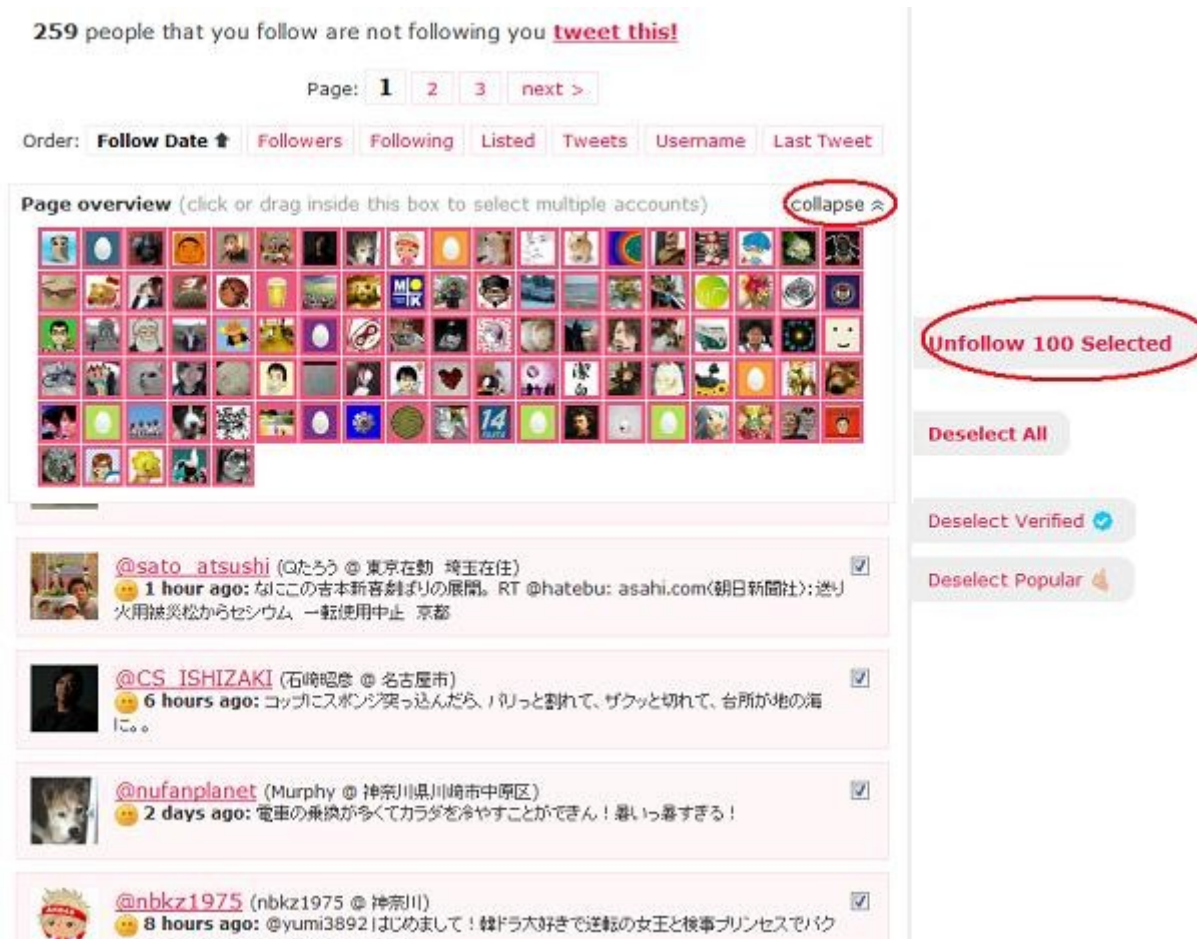 259 people that you follow are not following you tweet this!
Page: 1 2 3 next >
Order: Follow Date Followers Following Listed Tweets Username Last Tweet
Page overview (click or drag inside this box to select multiple accounts) collapse
M K
14
Unfollow 100 Selected
Deselect All
Deselect Verified
Deselect Popular
@sato_atsushi (Qたろう @ 東京在勤 埼玉在住)
1 hour ago: なにこの吉本新喜劇ばりの展開。 RT @hatebu: asahi.com(朝日新聞社):送り
火用被災松からセシウム 一転使用中止 京都
@CS_ISHIZAKI (石崎昭彦 @ 名古屋市)
6 hours ago: コップにスポンジ突っ込んだら、パリっと割れて、ザクッと切れて、台所が地の海
に。。
@nufanplanet (Murphy @ 神奈川県川崎市中原区)
2 days ago: 電車の乗換が多くてカラダを冷やすことができん!暑いっ暑すぎる!
@nbkz1975 (nbkz1975 @ 神奈川)
8 hours ago: @yumi3892 はじめまして!韓ドラ大好きで逆転の女王と検事プリンセスでバク